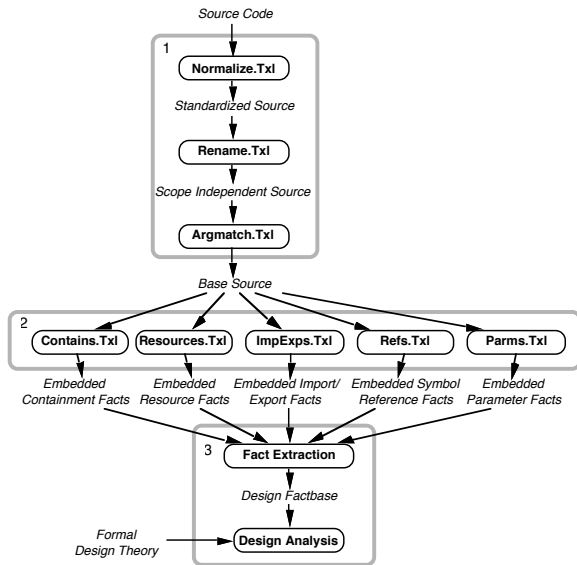 Source Code
1
Normalize.Txl
Standardized Source
Rename.Txl
Scope Independent Source
Argmatch.Txl
Base Source
2
Contains.Txl
Resources.Txl
ImpExps.Txl
Refs.Txl
Parms.Txl
Embedded
Containment Facts
Embedded
Resource Facts
Embedded Import/
Export Facts
Embedded Symbol
Reference Facts
Embedded
Parameter Facts
3
Fact Extraction
Design Factbase
Formal
Design Theory
Design Analysis